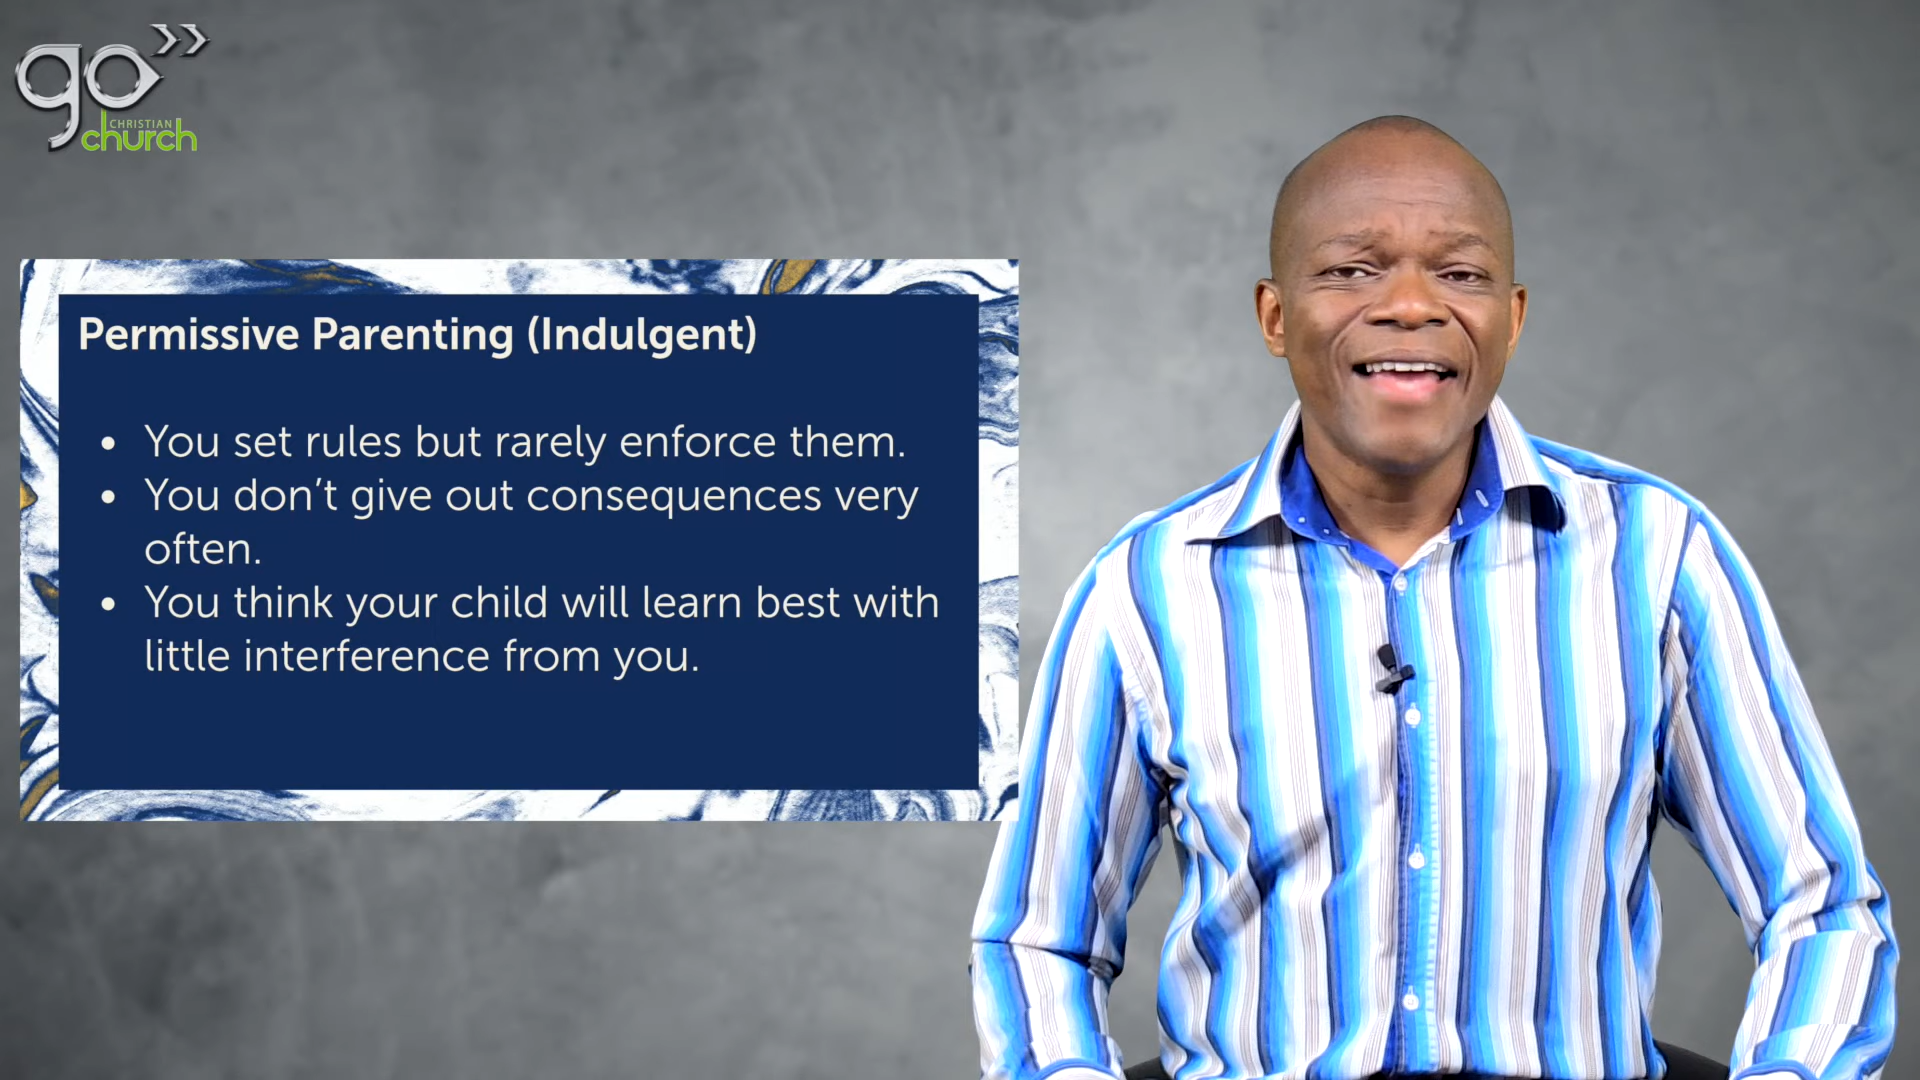 go
CHRISTIAN
church
Permissive Parenting (Indulgent)
• You set rules but rarely enforce them.
• You don’t give out consequences very
often.
• You think your child will learn best with
little interference from you.